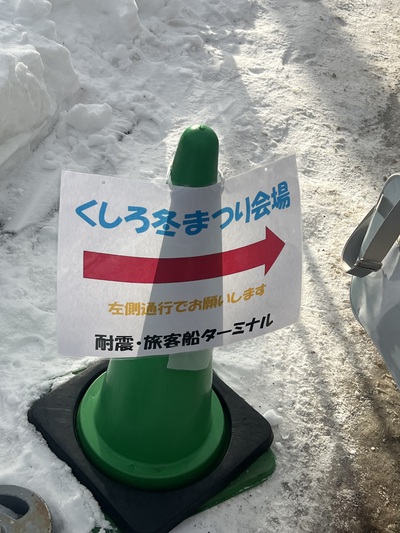 くしろ冬まつり会場
左側通行でお願いします
耐震・旅客船ターミナル